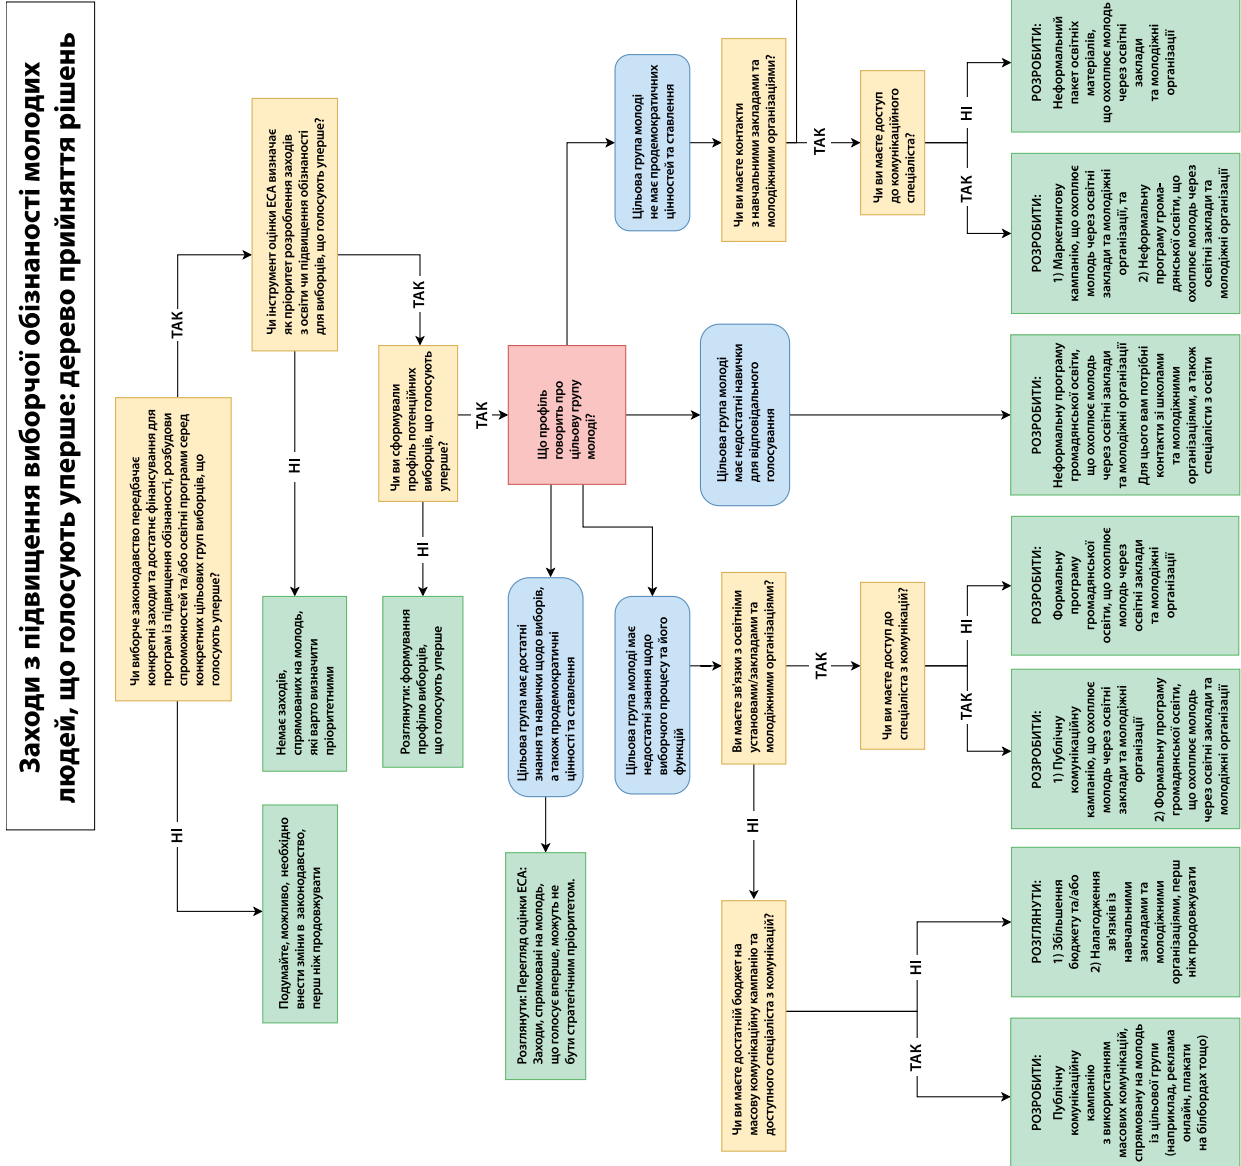 Заходи з підвищення виборчої обізнаності молодих
людей, що голосують уперше: дерево прийняття рішень
Чи виборче законодавство передбачає
конкретні заходи та достатнє фінансування для
програм із підвищення обізнаності, розбудови
спроможностей та/або освітні програми серед
конкретних цільових груп виборців, що
голосують уперше?
НІ
ТАК
Подумайте, можливо, необхідно
внести зміни в законодавство,
перш ніж продовжувати
Чи інструмент оцінки ECA визначає
як пріоритет розроблення заходів
з освіти чи підвищення обізнаності
для виборців, що голосують уперше?
НІ
ТАК
Немає заходів,
спрямованих на молодь,
які варто визначити
пріоритетними
Чи ви сформували
профіль потенційних
виборців, що голосують
уперше?
НІ
ТАК
Розглянути: формування
профілю виборців,
що голосують уперше
Що профіль
говорить про
цільову групу
молоді?
Цільова група має достатні
знання та навички щодо виборів,
а також продемократичні
цінності та ставлення
Розглянути: Перегляд оцінки ECA:
Заходи, спрямовані на молодь,
що голосує вперше, можуть не
бути стратегічним пріоритетом.
Цільова група молоді має
недостатні знання щодо
виборчого процесу та його
функцій
Цільова група молоді
має недостатні навички
для відповідального
голосування
Цільова група молоді
не має продемократичних
цінностей та ставлення
Ви маєте зв'язки з освітніми
установами/закладами та
молодіжними організаціями?
НІ
ТАК
Чи ви маєте контакти
з навчальними закладами та
молодіжними організаціями?
ТАК
Чи ви маєте достатній бюджет на
масову комунікаційну кампанію та
доступного спеціаліста з комунікацій?
ТАК
НІ
Чи ви маєте доступ до
спеціаліста з комунікацій?
ТАК
НІ
Чи ви маєте доступ
до комунікаційного
спеціаліста?
ТАК
НІ
РОЗРОБИТИ:
Публічну
комунікаційну
кампанію
з використанням
масових комунікацій,
спрямовану на молодь
із цільової групи
(наприклад, реклама
онлайн, плакати
на білбордах тощо)
РОЗГЛЯНУТИ:
1) Збільшення
бюджету та/або
2) Налагодження
зв'язків із
навчальними
закладами та
молодіжними
організаціями, перш
ніж продовжувати
РОЗРОБИТИ:
1) Публічну
комунікаційну
кампанію, що охоплює
молодь через освітні
заклади та молодіжні
організації
2) Формальну програму
громадянської освіти,
що охоплює молодь
через освітні заклади та
молодіжні організації
РОЗРОБИТИ:
Формальну
програму
громадянської
освіти, що охоплює
молодь через
освітні заклади
та молодіжні
організації
РОЗРОБИТИ:
Неформальну програму
громадянської освіти,
що охоплює молодь
через освітні заклади
та молодіжні організації
Для цього вам потрібні
контакти зі школами
та молодіжними
організаціями, а також
спеціалісти з освіти
РОЗРОБИТИ:
1) Маркетингову
кампанію, що охоплює
молодь через освітні
заклади та молодіжні
організації, та
2) Неформальну
програму грома-
дянської освіти, що
охоплює молодь через
освітні заклади та
молодіжні організації
РОЗРОБИТИ:
Неформальний
пакет освітніх
матеріалів,
що охоплює молодь
через освітні
заклади
та молодіжні
організації